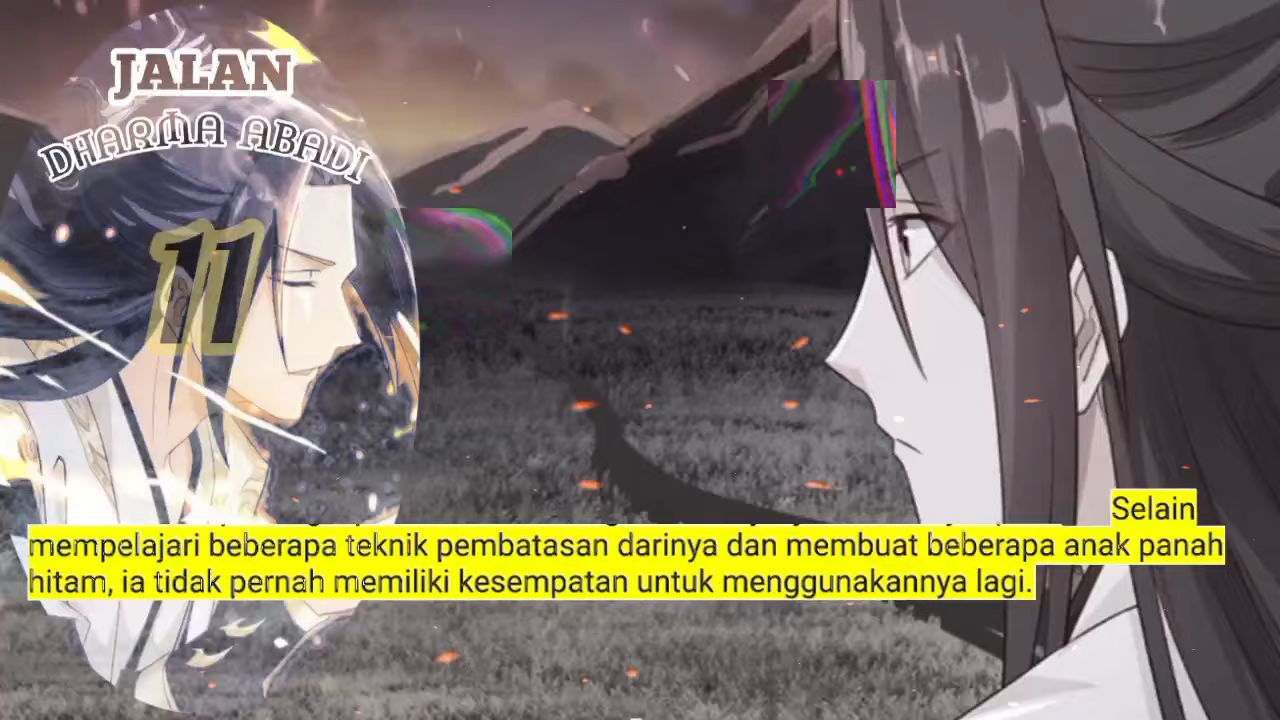 JALAN
DHARMA ABADI
11
Selain
mempelajari beberapa teknik pembatasan darinya dan membuat beberapa anak panah
hitam, ia tidak pernah memiliki kesempatan untuk menggunakannya lagi.